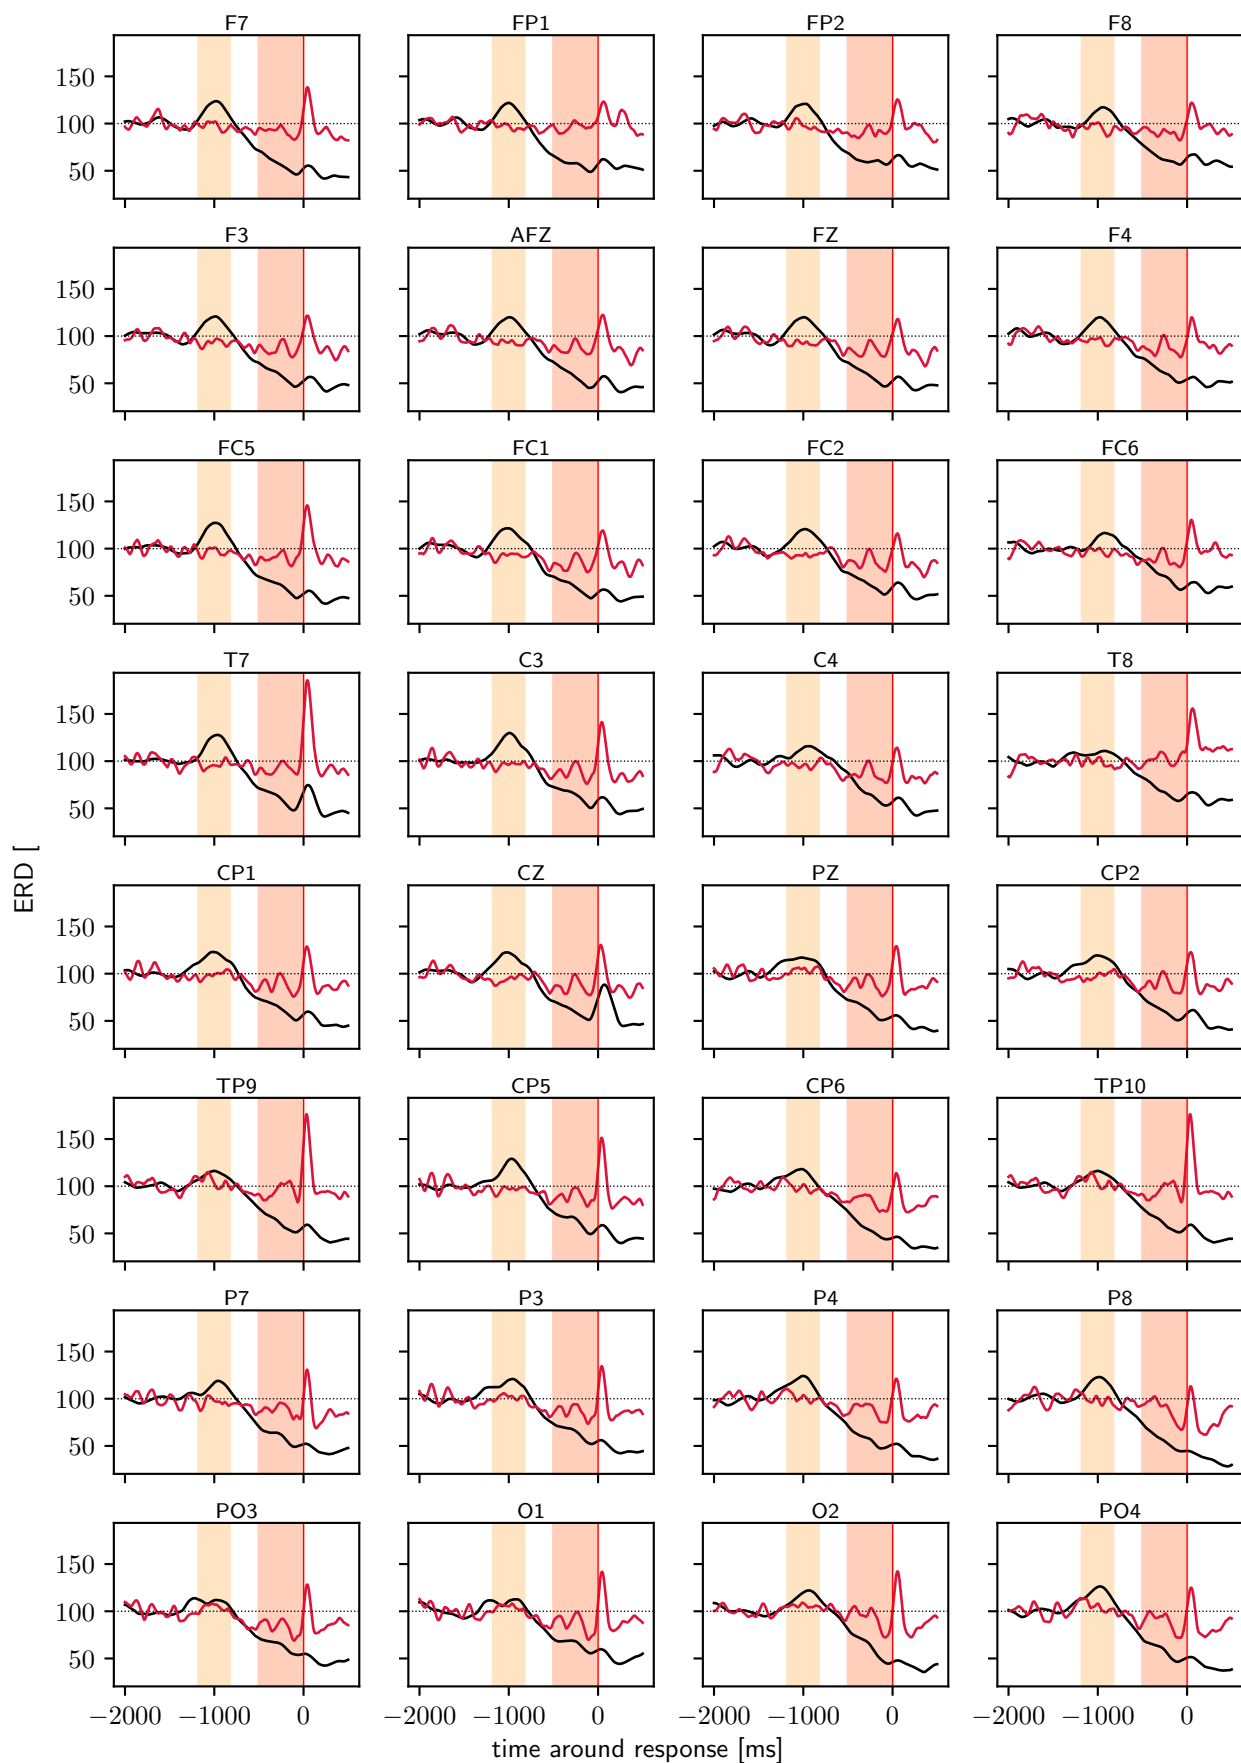 F7 FP1 FP2 F8
150
100
50
F3 AFZ FZ F4
150
100
50
FC5 FC1 FC2 FC6
150
100
50
T7 C3 C4 T8
150
100
50
ERD [
CP1 CZ PZ CP2
150
100
50
TP9 CP5 CP6 TP10
150
100
50
P7 P3 P4 P8
150
100
50
PO3 O1 O2 PO4
150
100
50
−2000 −1000 0 −2000 −1000 0 −2000 −1000 0 −2000 −1000 0
time around response [ms]